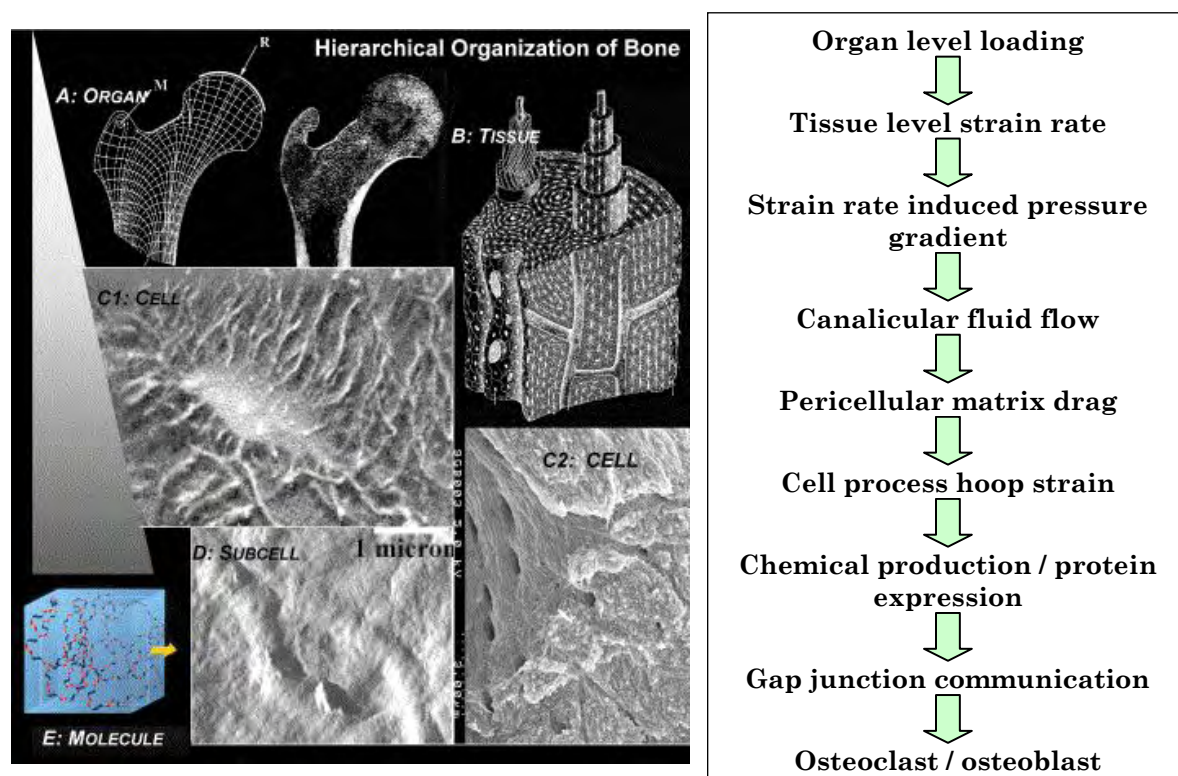 Hierarchical Organization of Bone
R
M
A: ORGAN
B: TISSUE
C1: CELL
C2: CELL
D: SUBCELL
1 micron
E: MOLECULE
Organ level loading
Tissue level strain rate
Strain rate induced pressure
gradient
Canalicular fluid flow
Pericellular matrix drag
Cell process hoop strain
Chemical production / protein
expression
Gap junction communication
Osteoclast / osteoblast